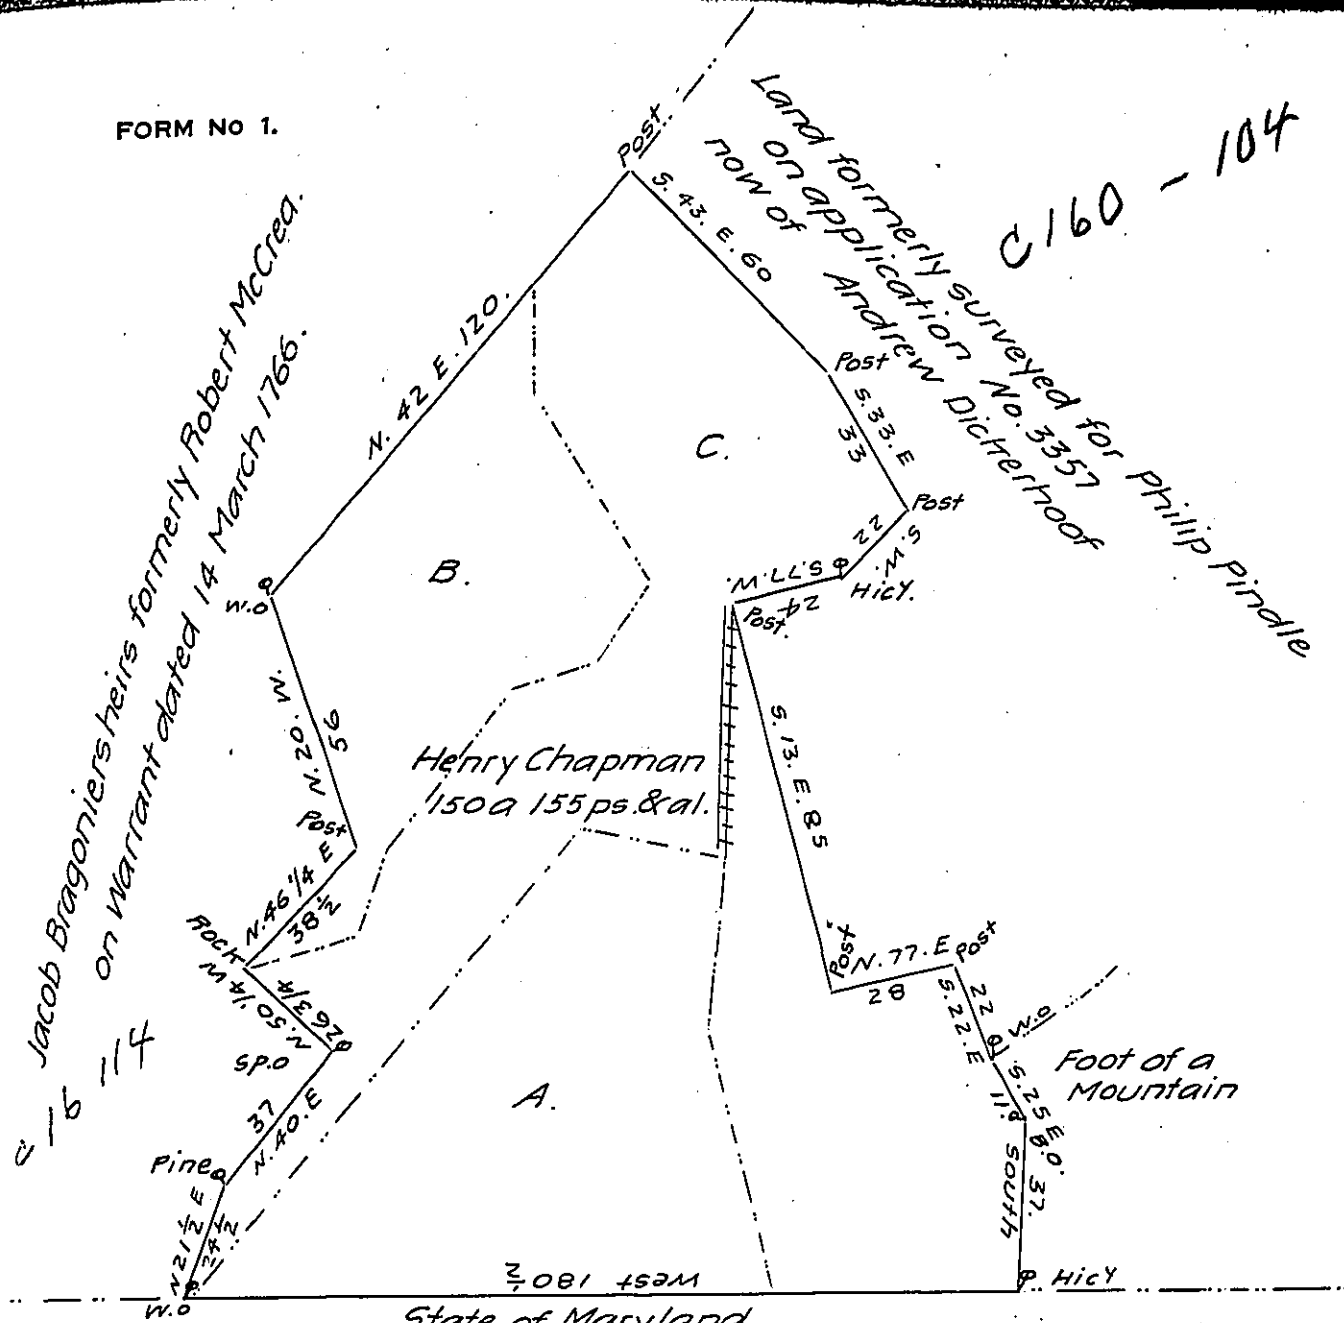 FORM No 1.
C160 - 104
Land formerly surveyed for Philip Pindle
on application No. 3357
now of Andrew Dickerhoof
Jacob Bragoniers heirs formerly Robert McCrea.
on Warrant dated 14 March 1766.
C16 114
Post
S. 43. E. 60
Post
S. 33. E
33
Post
22
Hicy.
S. 77. W.
24
Post.
N. 42 E. 120.
C.
B.
W.O
N. 20. W.
56
Post
Henry Chapman
150a 155ps. & al.
S. 13. E. 85
N. 46 1/4 E
38 1/2
Rock
N. 50 1/4 W
26 3/4
SP.O
37
N. 40. E
Pine
N 21 1/2 E
24 1/2
W.O
A.
Post
N. 77. E
28
Post
22
S. 22. E
W.O
Foot of a
Mountain
S. 25 E
11.
B.O.
South
37.
Hicy
West 180 1/2
State of Maryland